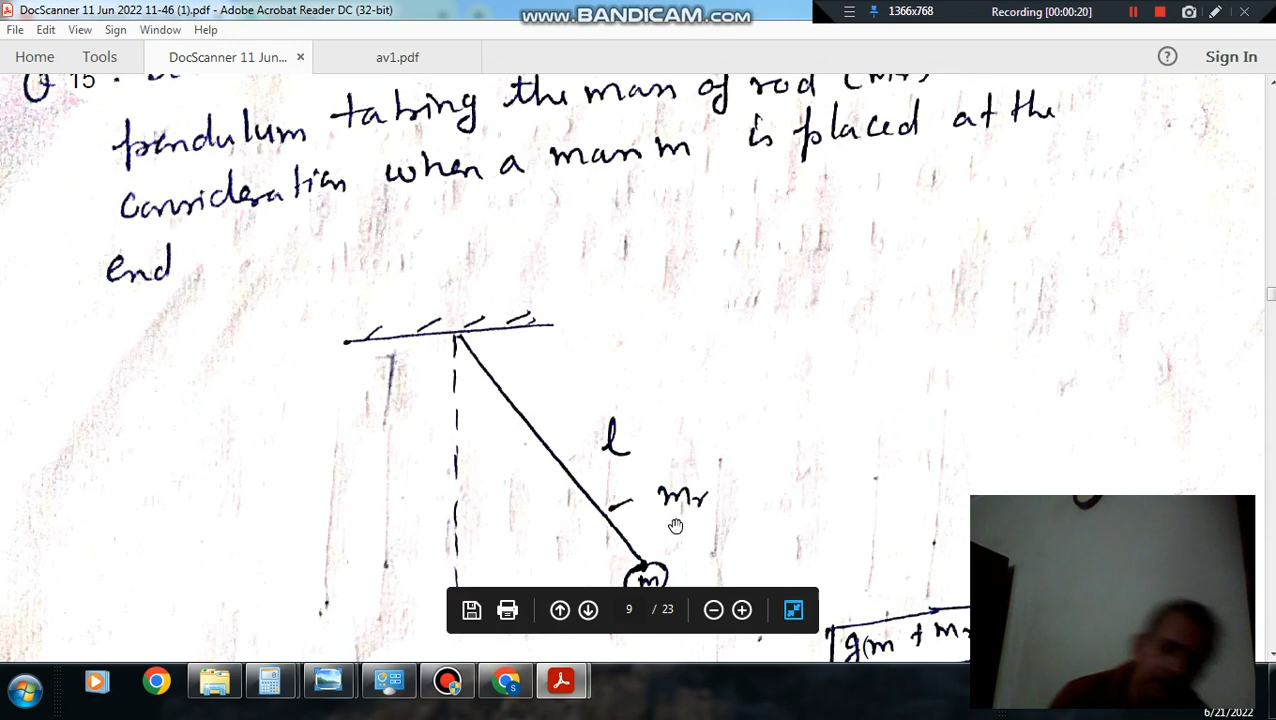 DocScanner 11 Jun 2022 11-46 (1).pdf - Adobe Acrobat Reader DC (32-bit)
www.BANDICAM.com
1366x768
Recording [00:00:20]
File Edit View Sign Window Help
Home Tools DocScanner 11 Jun... × av1.pdf
? Sign In
Q 15
pendulum taking the mass of rod (mr)
consideration when a mass m is placed at the
end
l
mr
m
9 / 23
g(m + m
6/21/2022